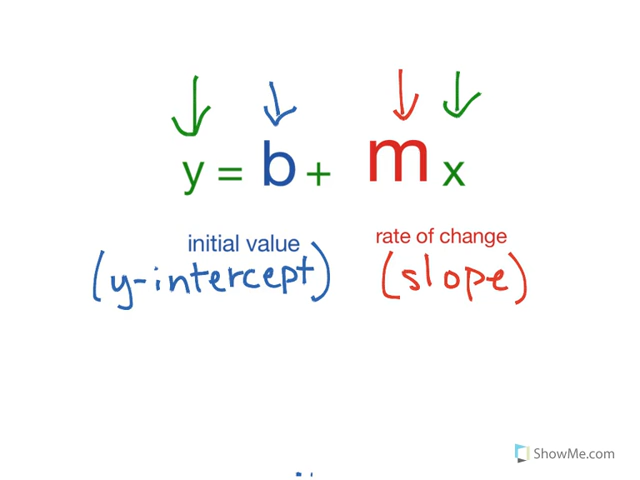 y = b + m x
initial value
rate of change
(y-intercept)
(slope)
ShowMe.com